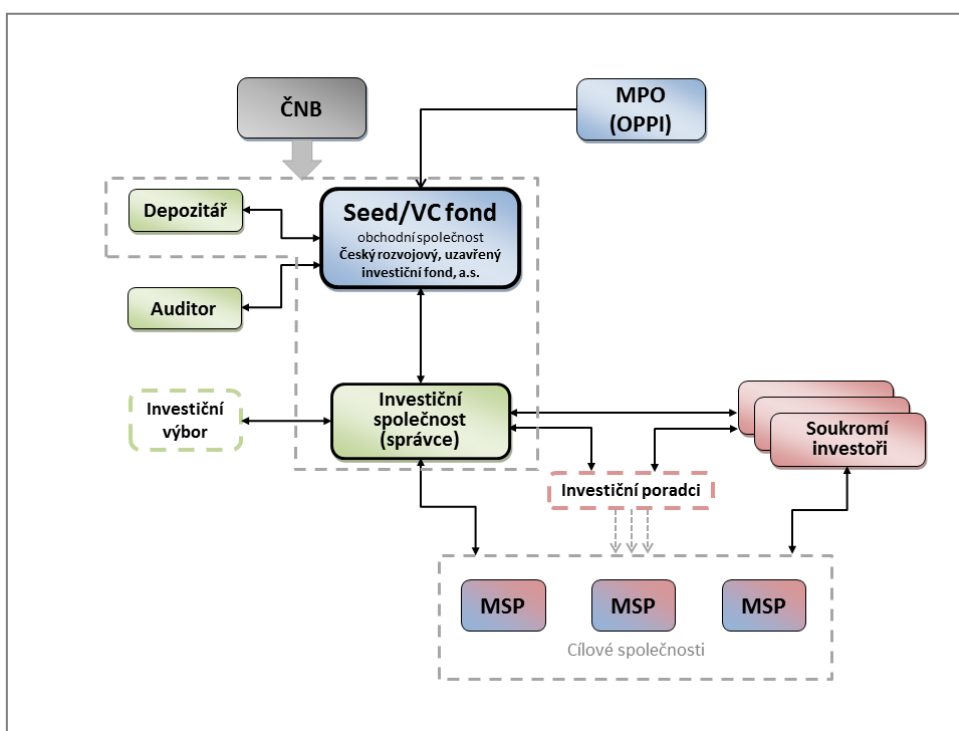 ČNB
MPO
(OPPI)
Depozitář
Seed/VC fond
obchodní společnost
Český rozvojový, uzavřený
investiční fond, a.s.
Auditor
Investiční
výbor
Investiční
společnost
(správce)
Soukromí
investoři
Investiční poradci
MSP
MSP
MSP
Cílové společnosti